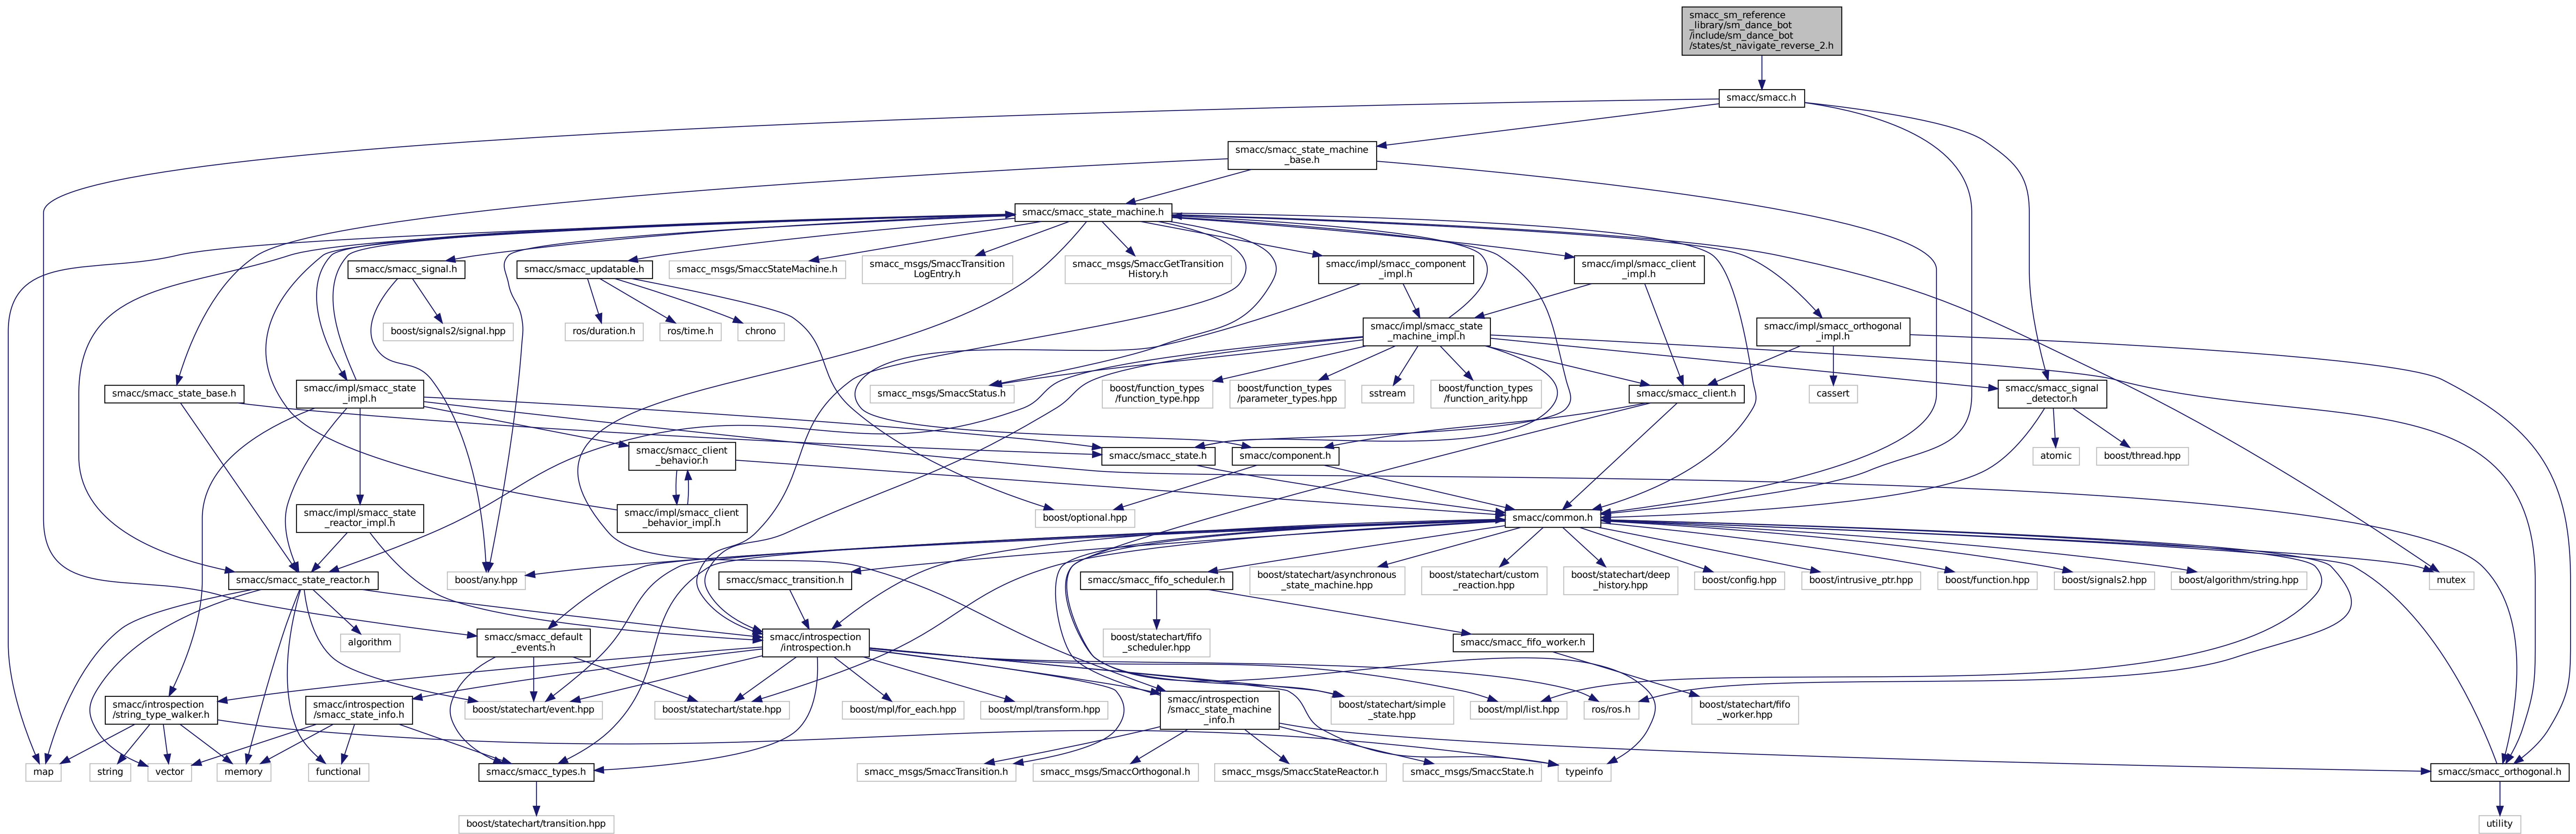 smacc_sm_reference
_library/sm_dance_bot
/include/sm_dance_bot
/states/st_navigate_reverse_2.h
smacc/smacc.h
smacc/smacc_state_machine
_base.h
smacc/smacc_state_machine.h
smacc/smacc_signal.h
smacc/smacc_updatable.h
smacc_msgs/SmaccStateMachine.h
smacc_msgs/SmaccTransition
LogEntry.h
smacc_msgs/SmaccGetTransition
History.h
smacc/impl/smacc_component
_impl.h
smacc/impl/smacc_client
_impl.h
boost/signals2/signal.hpp
ros/duration.h
ros/time.h
chrono
smacc/impl/smacc_state
_machine_impl.h
smacc/impl/smacc_orthogonal
_impl.h
smacc/smacc_state_base.h
smacc/impl/smacc_state
_impl.h
smacc_msgs/SmaccStatus.h
boost/function_types
/function_type.hpp
boost/function_types
/parameter_types.hpp
sstream
boost/function_types
/function_arity.hpp
smacc/smacc_client.h
cassert
smacc/smacc_signal
_detector.h
smacc/smacc_client
_behavior.h
smacc/smacc_state.h
smacc/component.h
atomic
boost/thread.hpp
smacc/impl/smacc_state
_reactor_impl.h
smacc/impl/smacc_client
_behavior_impl.h
boost/optional.hpp
smacc/common.h
smacc/smacc_state_reactor.h
boost/any.hpp
smacc/smacc_transition.h
smacc/smacc_fifo_scheduler.h
boost/statechart/asynchronous
_state_machine.hpp
boost/statechart/custom
_reaction.hpp
boost/statechart/deep
_history.hpp
boost/config.hpp
boost/intrusive_ptr.hpp
boost/function.hpp
boost/signals2.hpp
boost/algorithm/string.hpp
mutex
algorithm
smacc/smacc_default
_events.h
smacc/introspection
/introspection.h
boost/statechart/fifo
_scheduler.hpp
smacc/smacc_fifo_worker.h
smacc/introspection
/string_type_walker.h
smacc/introspection
/smacc_state_info.h
boost/statechart/event.hpp
boost/statechart/state.hpp
boost/mpl/for_each.hpp
boost/mpl/transform.hpp
smacc/introspection
/smacc_state_machine
_info.h
boost/statechart/simple
_state.hpp
boost/mpl/list.hpp
ros/ros.h
boost/statechart/fifo
_worker.hpp
map
string
vector
memory
functional
smacc/smacc_types.h
smacc_msgs/SmaccTransition.h
smacc_msgs/SmaccOrthogonal.h
smacc_msgs/SmaccStateReactor.h
smacc_msgs/SmaccState.h
typeinfo
smacc/smacc_orthogonal.h
boost/statechart/transition.hpp
utility